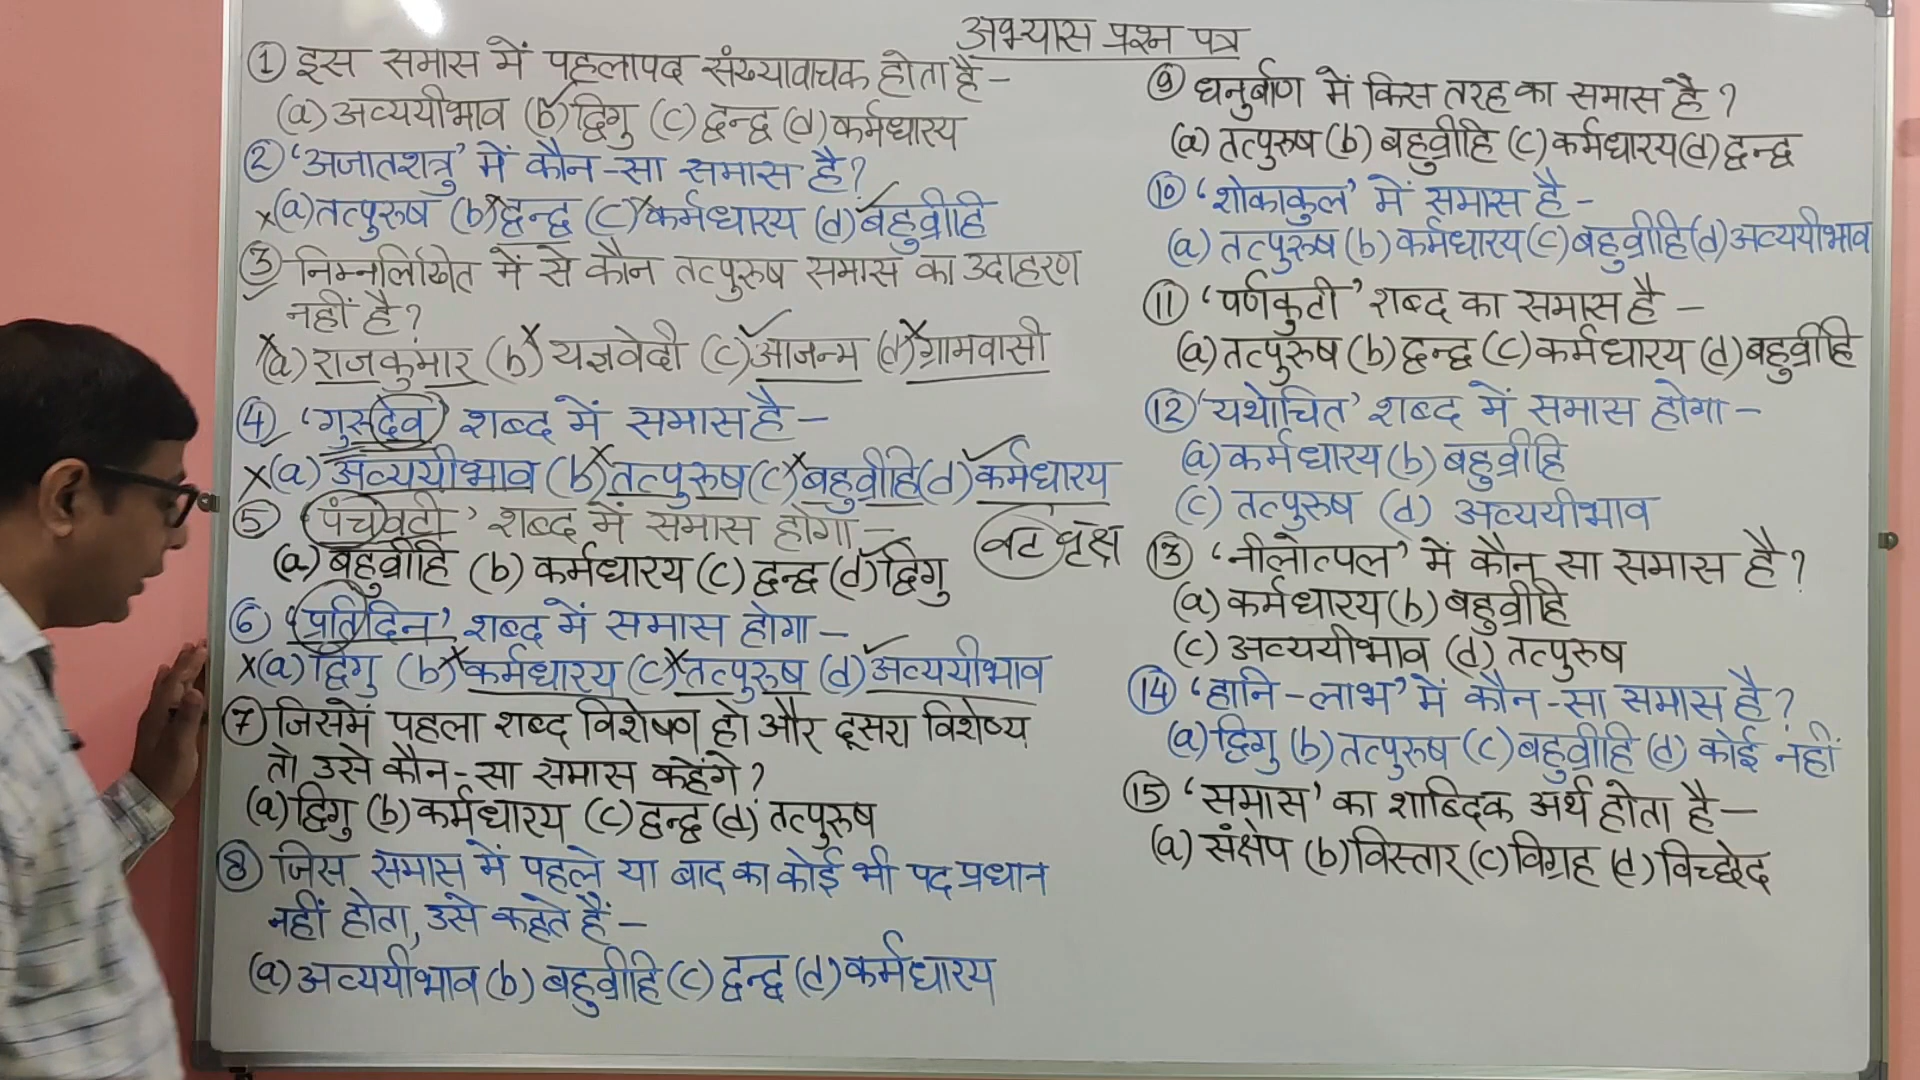 अभ्यास प्रश्न पत्र
① इस समास में पहलापद संख्यावाचक होता है –
(a) अव्ययीभाव (b) द्विगु (c) द्वन्द्व (d) कर्मधारय
② 'अजातशत्रु' में कौन-सा समास है?
(a) तत्पुरुष (b) द्वन्द्व (c) कर्मधारय (d) बहुव्रीहि
③ निम्नलिखित में से कौन तत्पुरुष समास का उदाहरण
नहीं है?
(a) राजकुमार (b) यज्ञवेदी (c) आजन्म (d) ग्रामवासी
④ 'गुरुदेव' शब्द में समास है –
(a) अव्ययीभाव (b) तत्पुरुष (c) बहुव्रीहि (d) कर्मधारय
⑤ 'पंचवटी' शब्द में समास होगा –
वट वृक्ष
(a) बहुव्रीहि (b) कर्मधारय (c) द्वन्द्व (d) द्विगु
⑥ 'प्रतिदिन' शब्द में समास होगा –
(a) द्विगु (b) कर्मधारय (c) तत्पुरुष (d) अव्ययीभाव
⑦ जिसमें पहला शब्द विशेषण हो और दूसरा विशेष्य
तो उसे कौन-सा समास कहेंगे?
(a) द्विगु (b) कर्मधारय (c) द्वन्द्व (d) तत्पुरुष
⑧ जिस समास में पहले या बाद का कोई भी पद प्रधान
नहीं होता, उसे कहते हैं –
(a) अव्ययीभाव (b) बहुव्रीहि (c) द्वन्द्व (d) कर्मधारय
⑨ धनुर्बाण में किस तरह का समास है?
(a) तत्पुरुष (b) बहुव्रीहि (c) कर्मधारय (d) द्वन्द्व
⑩ 'शोकाकुल' में समास है –
(a) तत्पुरुष (b) कर्मधारय (c) बहुव्रीहि (d) अव्ययीभाव
⑪ 'पर्णकुटी' शब्द का समास है –
(a) तत्पुरुष (b) द्वन्द्व (c) कर्मधारय (d) बहुव्रीहि
⑫ 'यथोचित' शब्द में समास होगा –
(a) कर्मधारय (b) बहुव्रीहि
(c) तत्पुरुष (d) अव्ययीभाव
⑬ 'नीलोत्पल' में कौन सा समास है?
(a) कर्मधारय (b) बहुव्रीहि
(c) अव्ययीभाव (d) तत्पुरुष
⑭ 'हानि-लाभ' में कौन-सा समास है?
(a) द्विगु (b) तत्पुरुष (c) बहुव्रीहि (d) कोई नहीं
⑮ 'समास' का शाब्दिक अर्थ होता है –
(a) संक्षेप (b) विस्तार (c) विग्रह (d) विच्छेद